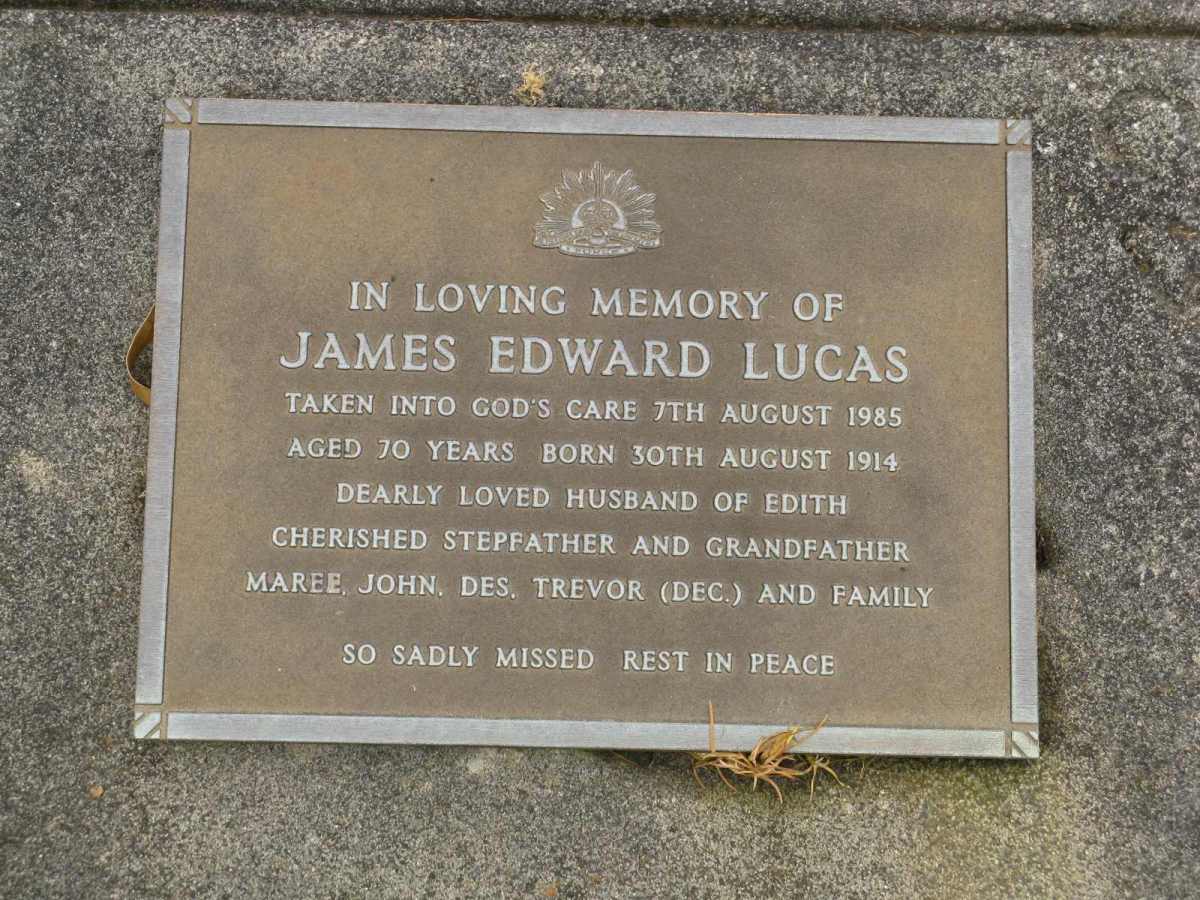 IN LOVING MEMORY OF
JAMES EDWARD LUCAS
TAKEN INTO GOD'S CARE 7TH AUGUST 1985
AGED 70 YEARS BORN 30TH AUGUST 1914
DEARLY LOVED HUSBAND OF EDITH
CHERISHED STEPFATHER AND GRANDFATHER
MAREE, JOHN, DES, TREVOR (DEC.) AND FAMILY
SO SADLY MISSED REST IN PEACE